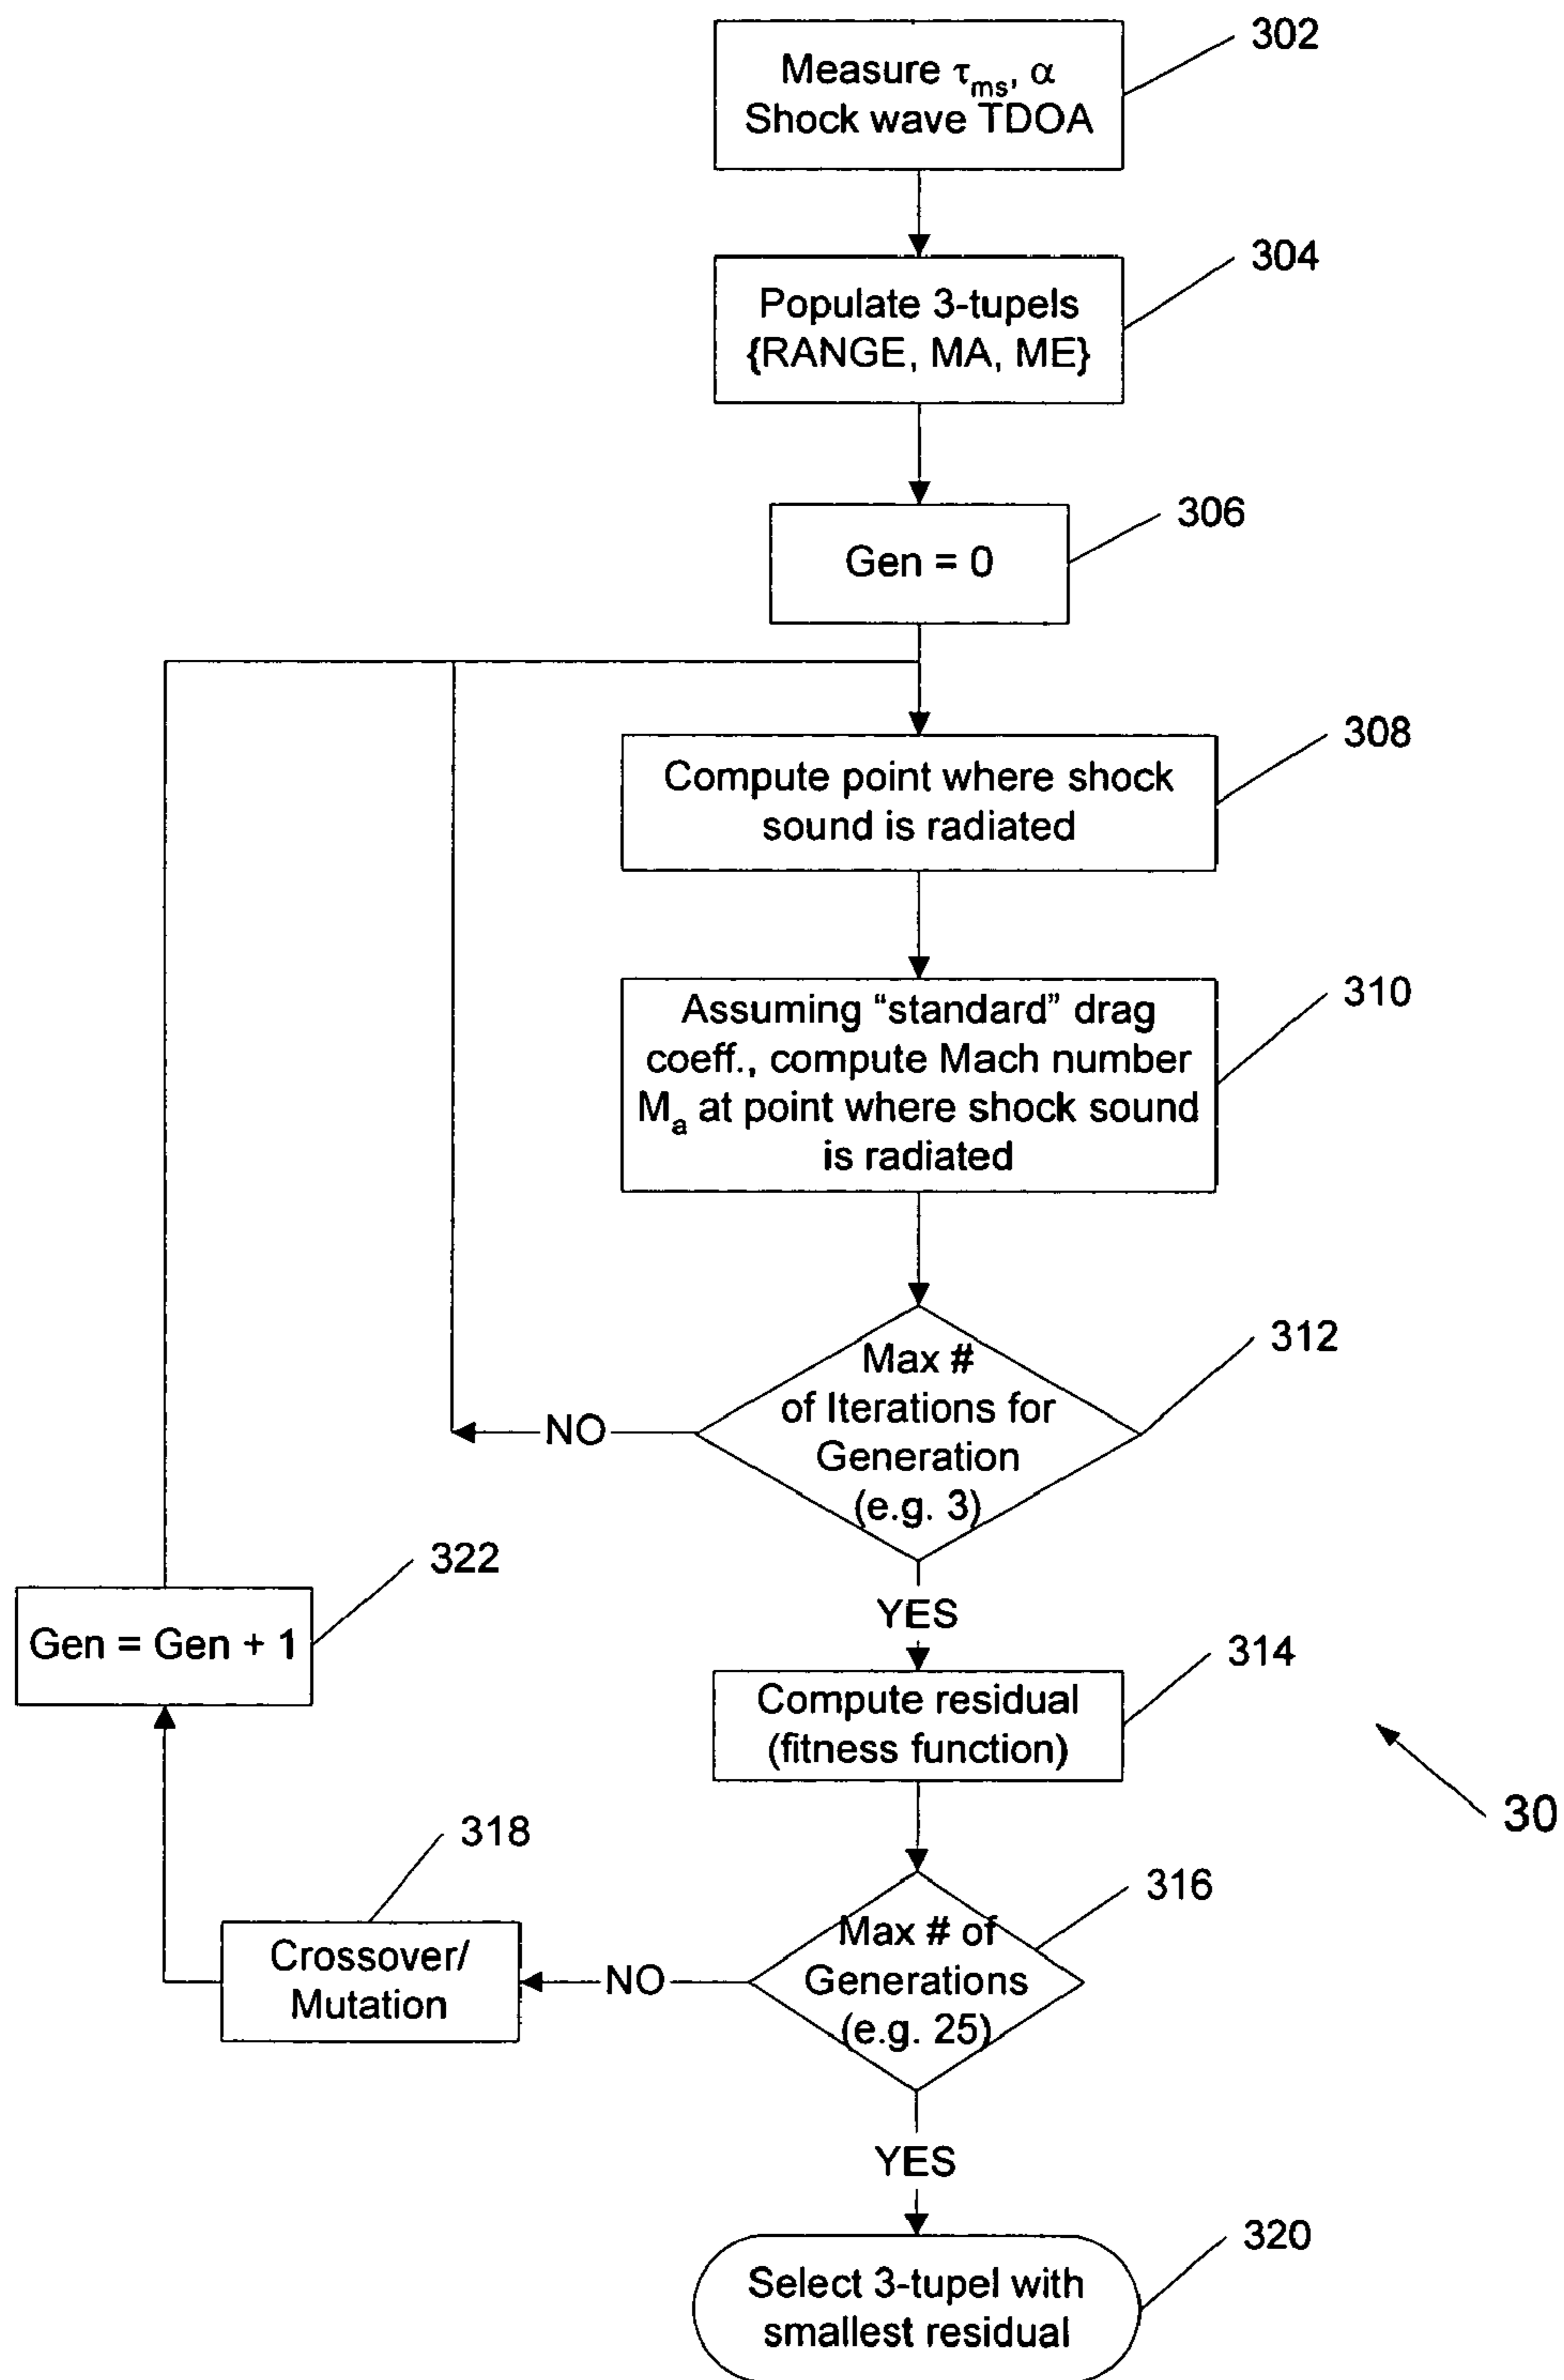 302
Measure τms, α
Shock wave TDOA
304
Populate 3-tupels
{RANGE, MA, ME}
306
Gen = 0
308
Compute point where shock
sound is radiated
310
Assuming “standard” drag
coeff., compute Mach number
Ma at point where shock sound
is radiated
312
Max #
of Iterations for
Generation
(e.g. 3)
NO
YES
322
Gen = Gen + 1
314
Compute residual
(fitness function)
30
318
Crossover/
Mutation
316
Max # of
Generations
(e.g. 25)
NO
YES
320
Select 3-tupel with
smallest residual